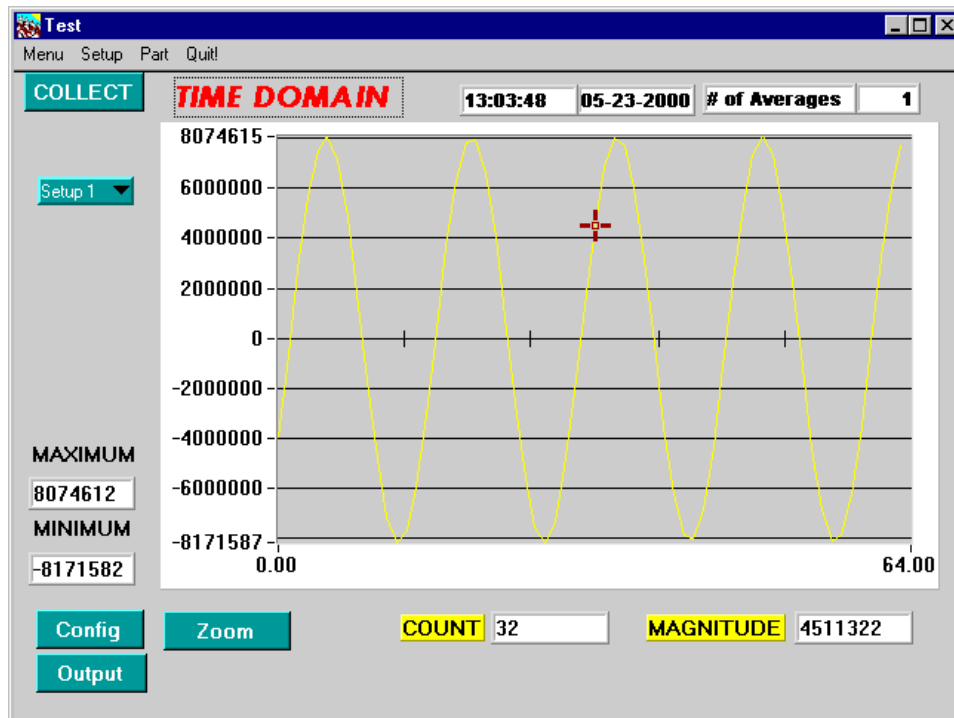 Test
Menu Setup Part Quit!
COLLECT
TIME DOMAIN
13:03:48
05-23-2000
# of Averages
1
Setup 1
8074615
6000000
4000000
2000000
0
-2000000
-4000000
-6000000
-8171587
0.00
64.00
MAXIMUM
8074612
MINIMUM
-8171582
Config
Zoom
COUNT 32
MAGNITUDE 4511322
Output